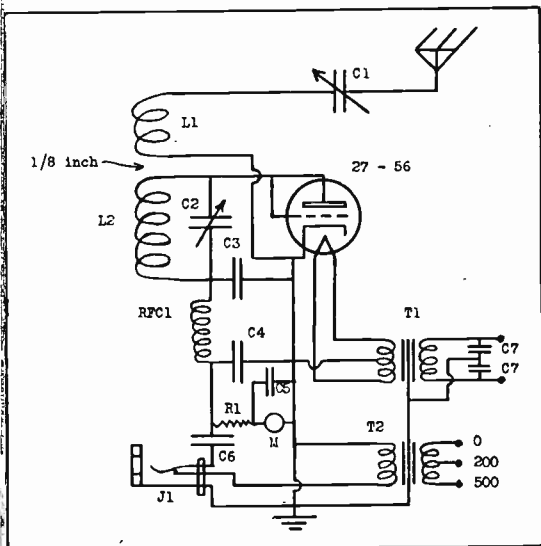 C1
L1
1/8 inch
27 - 56
L2
C2
C3
RFC1
C4
T1
C7
C5
C7
R1
M
T2
C6
0
200
J1
500